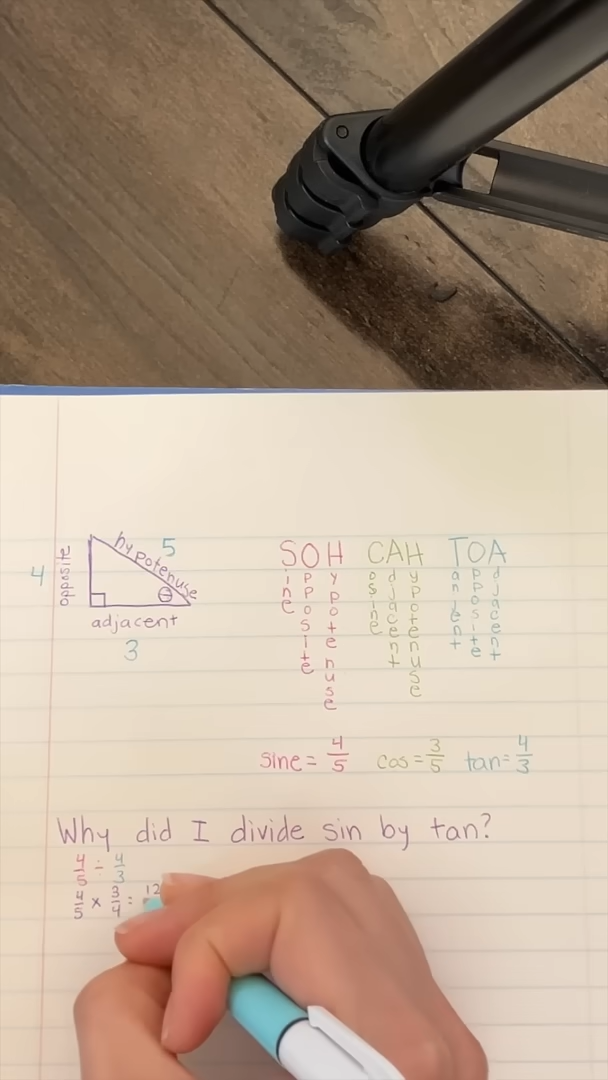 hypotenuse
5
opposite
4
θ
adjacent
3
SOH CAH TOA
sine opposite hypotenuse
cosine adjacent hypotenuse
tangent opposite adjacent
sine = 4/5 cos = 3/5 tan = 4/3
Why did I divide sin by tan?
4/5 ÷ 4/3
4/5 × 3/4 = 12